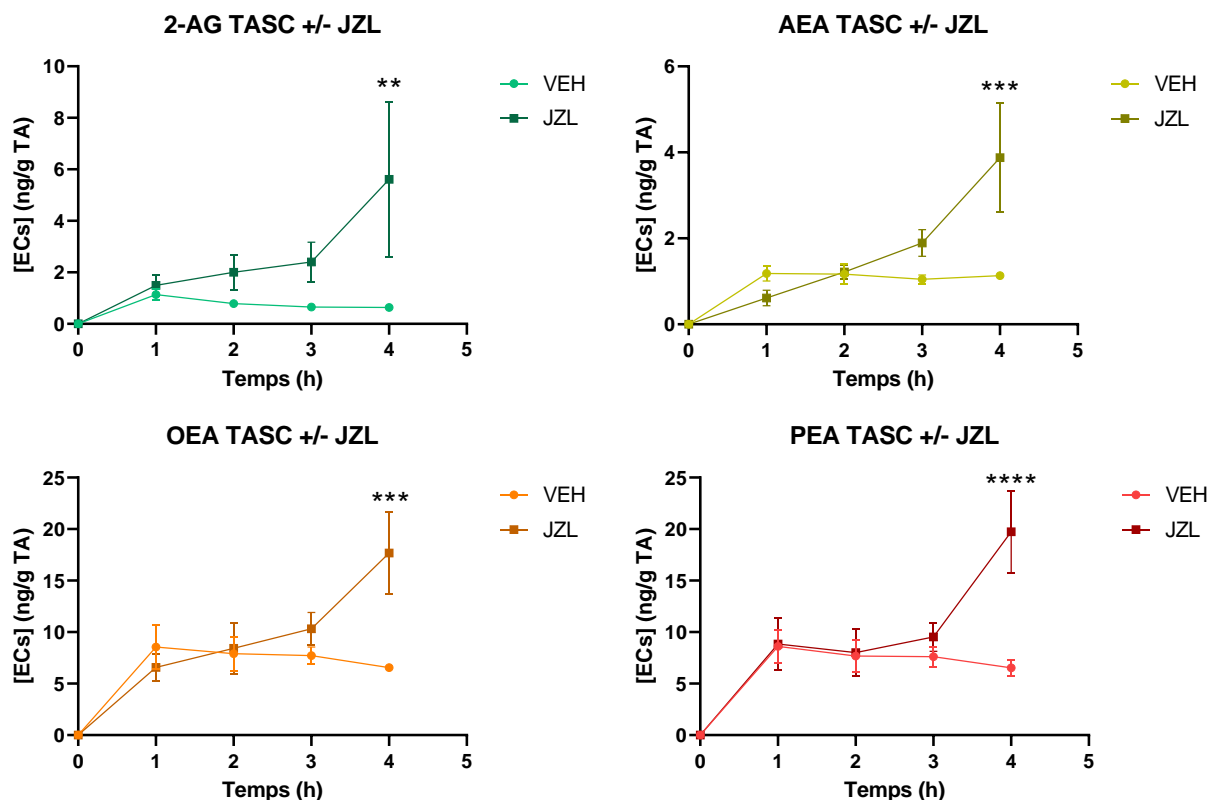 2-AG TASC +/- JZL
10
8
6
4
2
0
[ECs] (ng/g TA)
**
VEH
JZL
0 1 2 3 4 5
Temps (h)
AEA TASC +/- JZL
6
4
2
0
[ECs] (ng/g TA)
***
VEH
JZL
0 1 2 3 4 5
Temps (h)
OEA TASC +/- JZL
25
20
15
10
5
0
[ECs] (ng/g TA)
***
VEH
JZL
0 1 2 3 4 5
Temps (h)
PEA TASC +/- JZL
25
20
15
10
5
0
[ECs] (ng/g TA)
****
VEH
JZL
0 1 2 3 4 5
Temps (h)